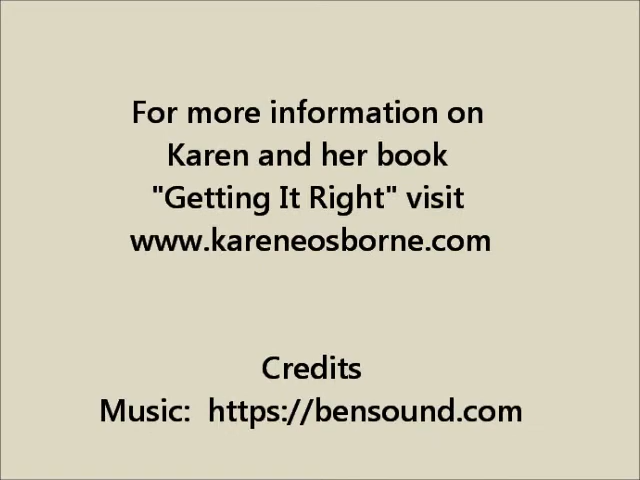 For more information on
Karen and her book
"Getting It Right" visit
www.kareneosborne.com
Credits
Music:  https://bensound.com